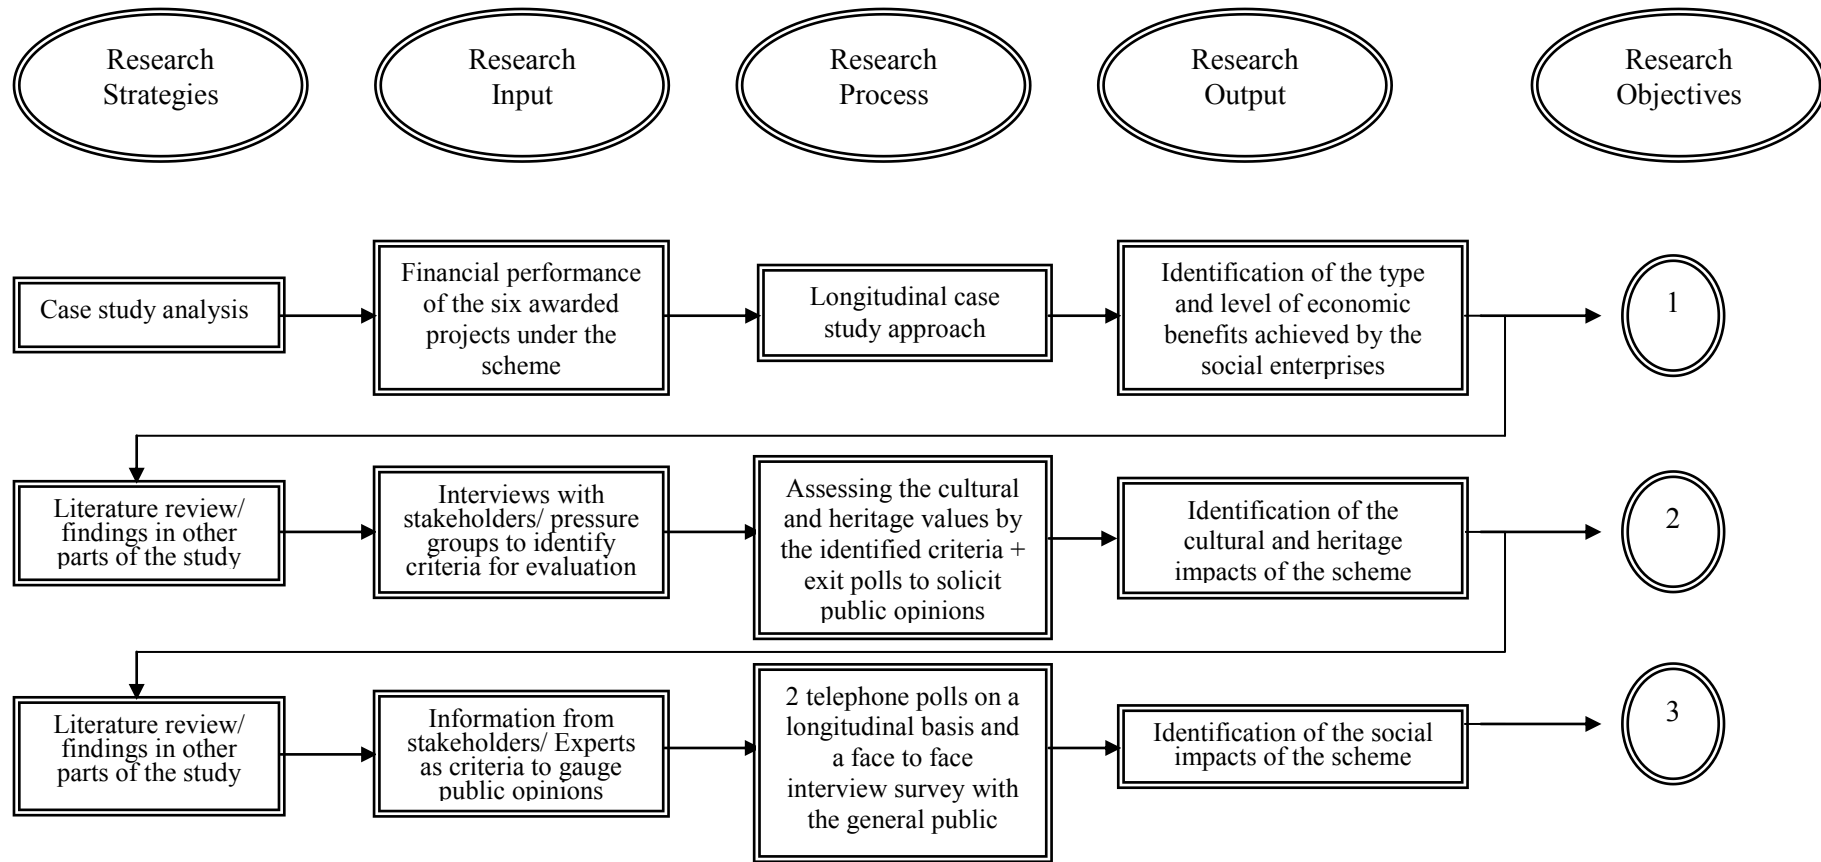 Research
Strategies
Research
Input
Research
Process
Research
Output
Research
Objectives
Case study analysis
Financial performance
of the six awarded
projects under the
scheme
Longitudinal case
study approach
Identification of the type
and level of economic
benefits achieved by the
social enterprises
1
Literature review/
findings in other
parts of the study
Interviews with
stakeholders/ pressure
groups to identify
criteria for evaluation
Assessing the cultural
and heritage values by
the identified criteria +
exit polls to solicit
public opinions
Identification of the
cultural and heritage
impacts of the scheme
2
Literature review/
findings in other
parts of the study
Information from
stakeholders/ Experts
as criteria to gauge
public opinions
2 telephone polls on a
longitudinal basis and
a face to face
interview survey with
the general public
Identification of the social
impacts of the scheme
3